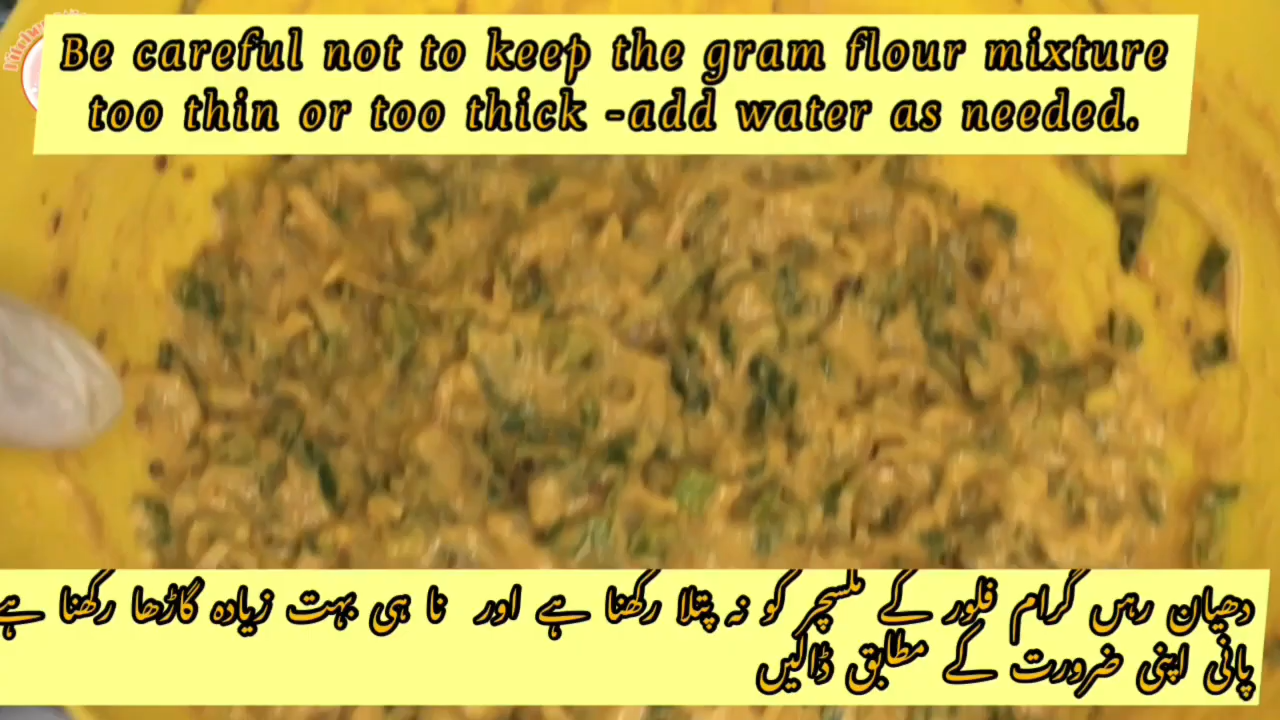 Be careful not to keep the gram flour mixture
too thin or too thick -add water as needed.
دھیان رہں گرام فلور کے ملسچر کو نہ پتلا رکھنا ہے اور نا ہی بہت زیادہ گاڑھا رکھنا ہے
پانی اپنی ضرورت کے مطابق ڈالیں